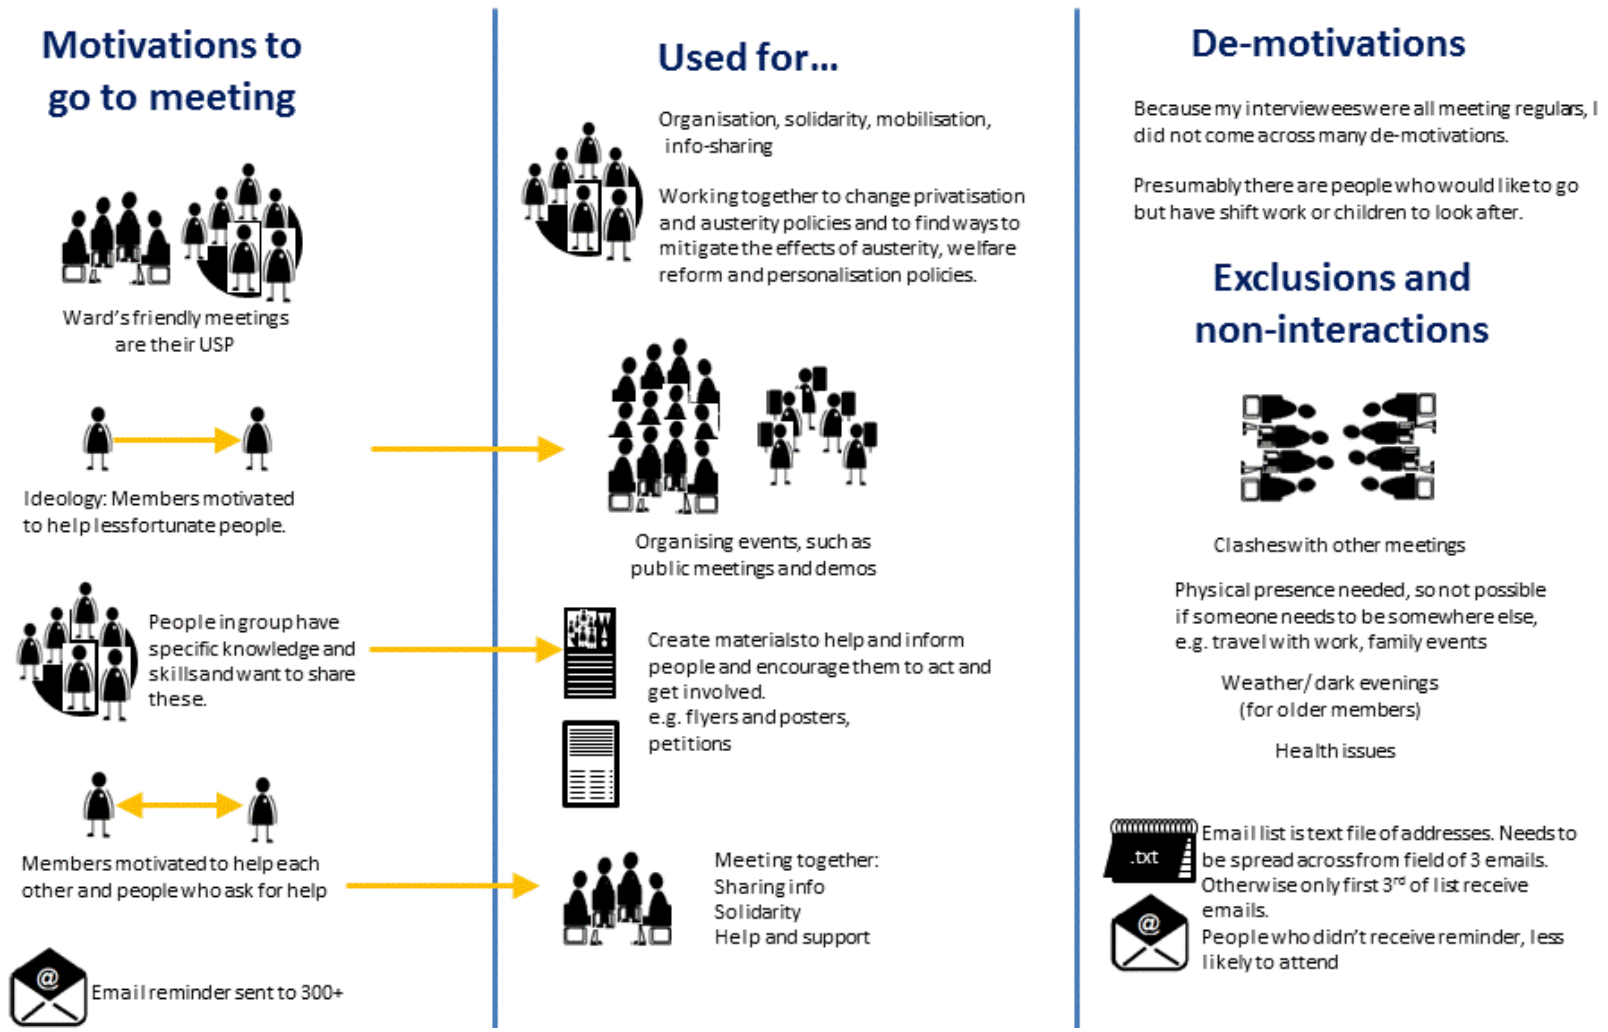 Motivations to
go to meeting
Ward's friendly meetings
are their USP
Ideology: Members motivated
to help less fortunate people.
People in group have
specific knowledge and
skills and want to share
these.
Members motivated to help each
other and people who ask for help
@
Email reminder sent to 300+
Used for...
Organisation, solidarity, mobilisation,
info-sharing
Working together to change privatisation
and austerity policies and to find ways to
mitigate the effects of austerity, welfare
reform and personalisation policies.
Organising events, such as
public meetings and demos
Create materials to help and inform
people and encourage them to act and
get involved.
e.g. flyers and posters,
petitions
Meeting together:
Sharing info
Solidarity
Help and support
De-motivations
Because my interviewees were all meeting regulars, I
did not come across many de-motivations.
Presumably there are people who would like to go
but have shift work or children to look after.
Exclusions and
non-interactions
Clashes with other meetings
Physical presence needed, so not possible
if someone needs to be somewhere else,
e.g. travel with work, family events
Weather/ dark evenings
(for older members)
Health issues
.txt
Email list is text file of addresses. Needs to
be spread across from field of 3 emails.
Otherwise only first 3rd of list receive
emails.
@
People who didn't receive reminder, less
likely to attend